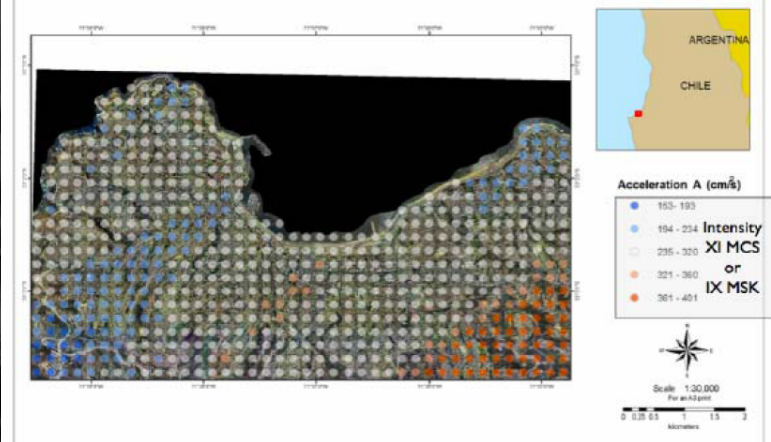 ARGENTINA
CHILE
Acceleration A (cm/s²)
153- 193
194 - 234
235 - 320
321 - 360
361 - 401
Intensity
XI MCS
or
IX MSK
Scale 1:30,000
For an A3 print
0 0.25 0.5 1 1.5 2
kilometers